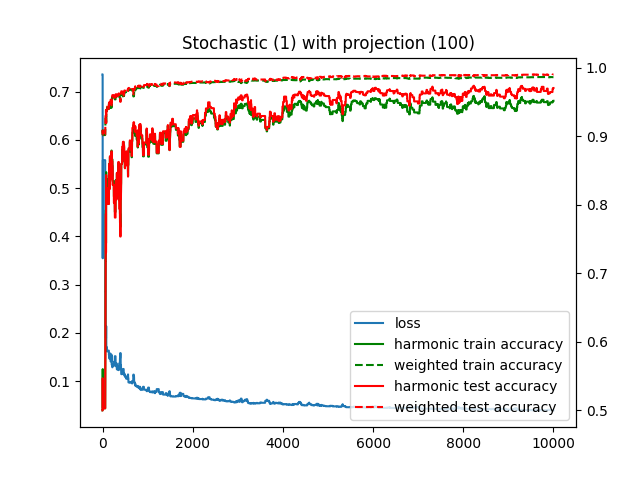 Stochastic (1) with projection (100)
0.7
0.6
0.5
0.4
0.3
0.2
0.1
1.0
0.9
0.8
0.7
0.6
0.5
loss
harmonic train accuracy
weighted train accuracy
harmonic test accuracy
weighted test accuracy
0 2000 4000 6000 8000 10000